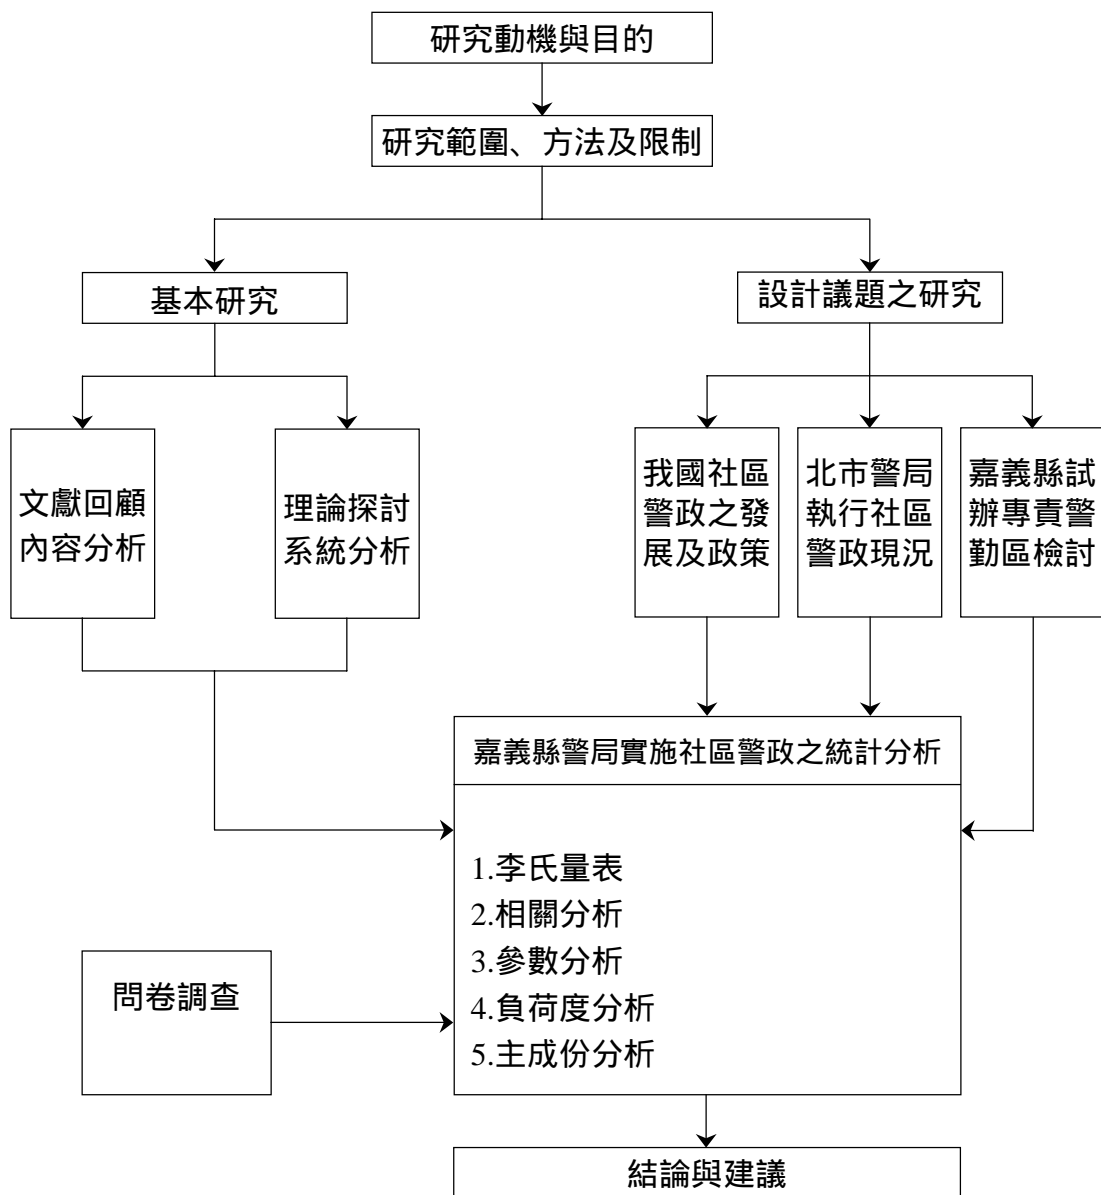 研究動機與目的
研究範圍、方法及限制
基本研究
設計議題之研究
文獻回顧
內容分析
理論探討
系統分析
我國社區
警政之發
展及政策
北市警局
執行社區
警政現況
嘉義縣試
辦專責警
勤區檢討
嘉義縣警局實施社區警政之統計分析
1.李氏量表
2.相關分析
3.參數分析
4.負荷度分析
5.主成份分析
問卷調查
結論與建議